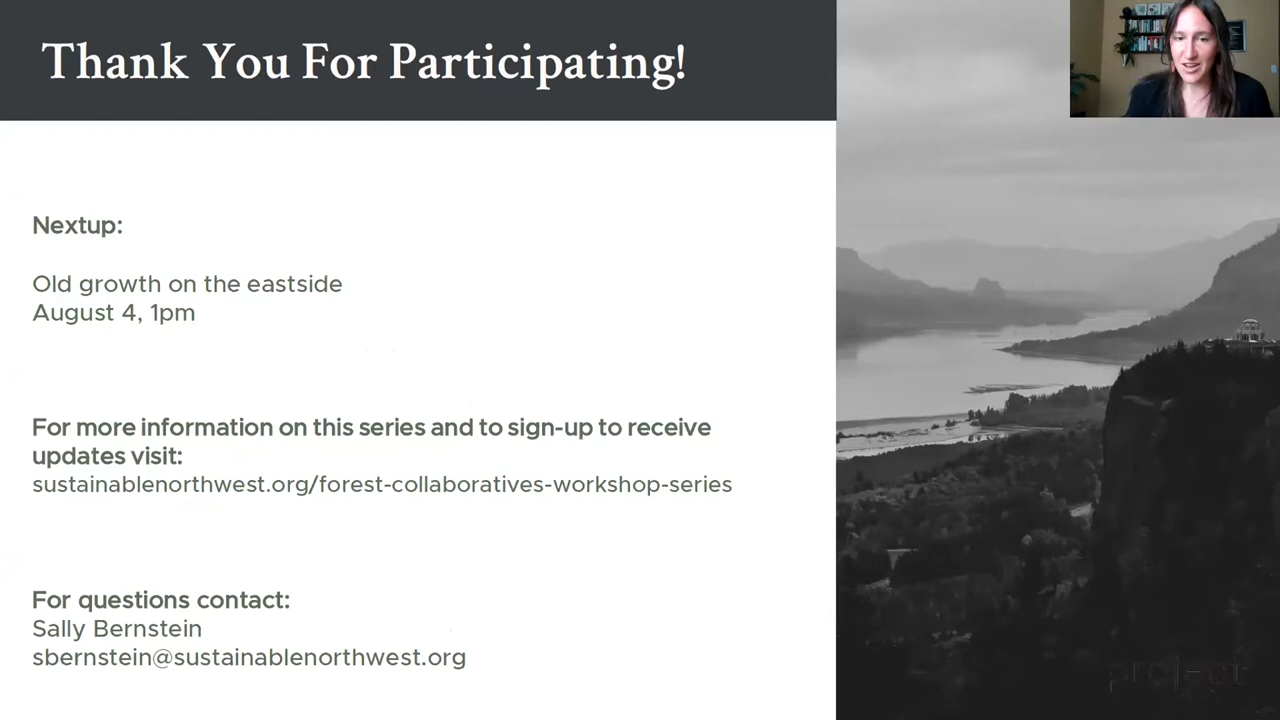 Thank You For Participating!
Nextup:
Old growth on the eastside
August 4, 1pm
For more information on this series and to sign-up to receive
updates visit:
sustainablenorthwest.org/forest-collaboratives-workshop-series
For questions contact:
Sally Bernstein
sbernstein@sustainablenorthwest.org
project